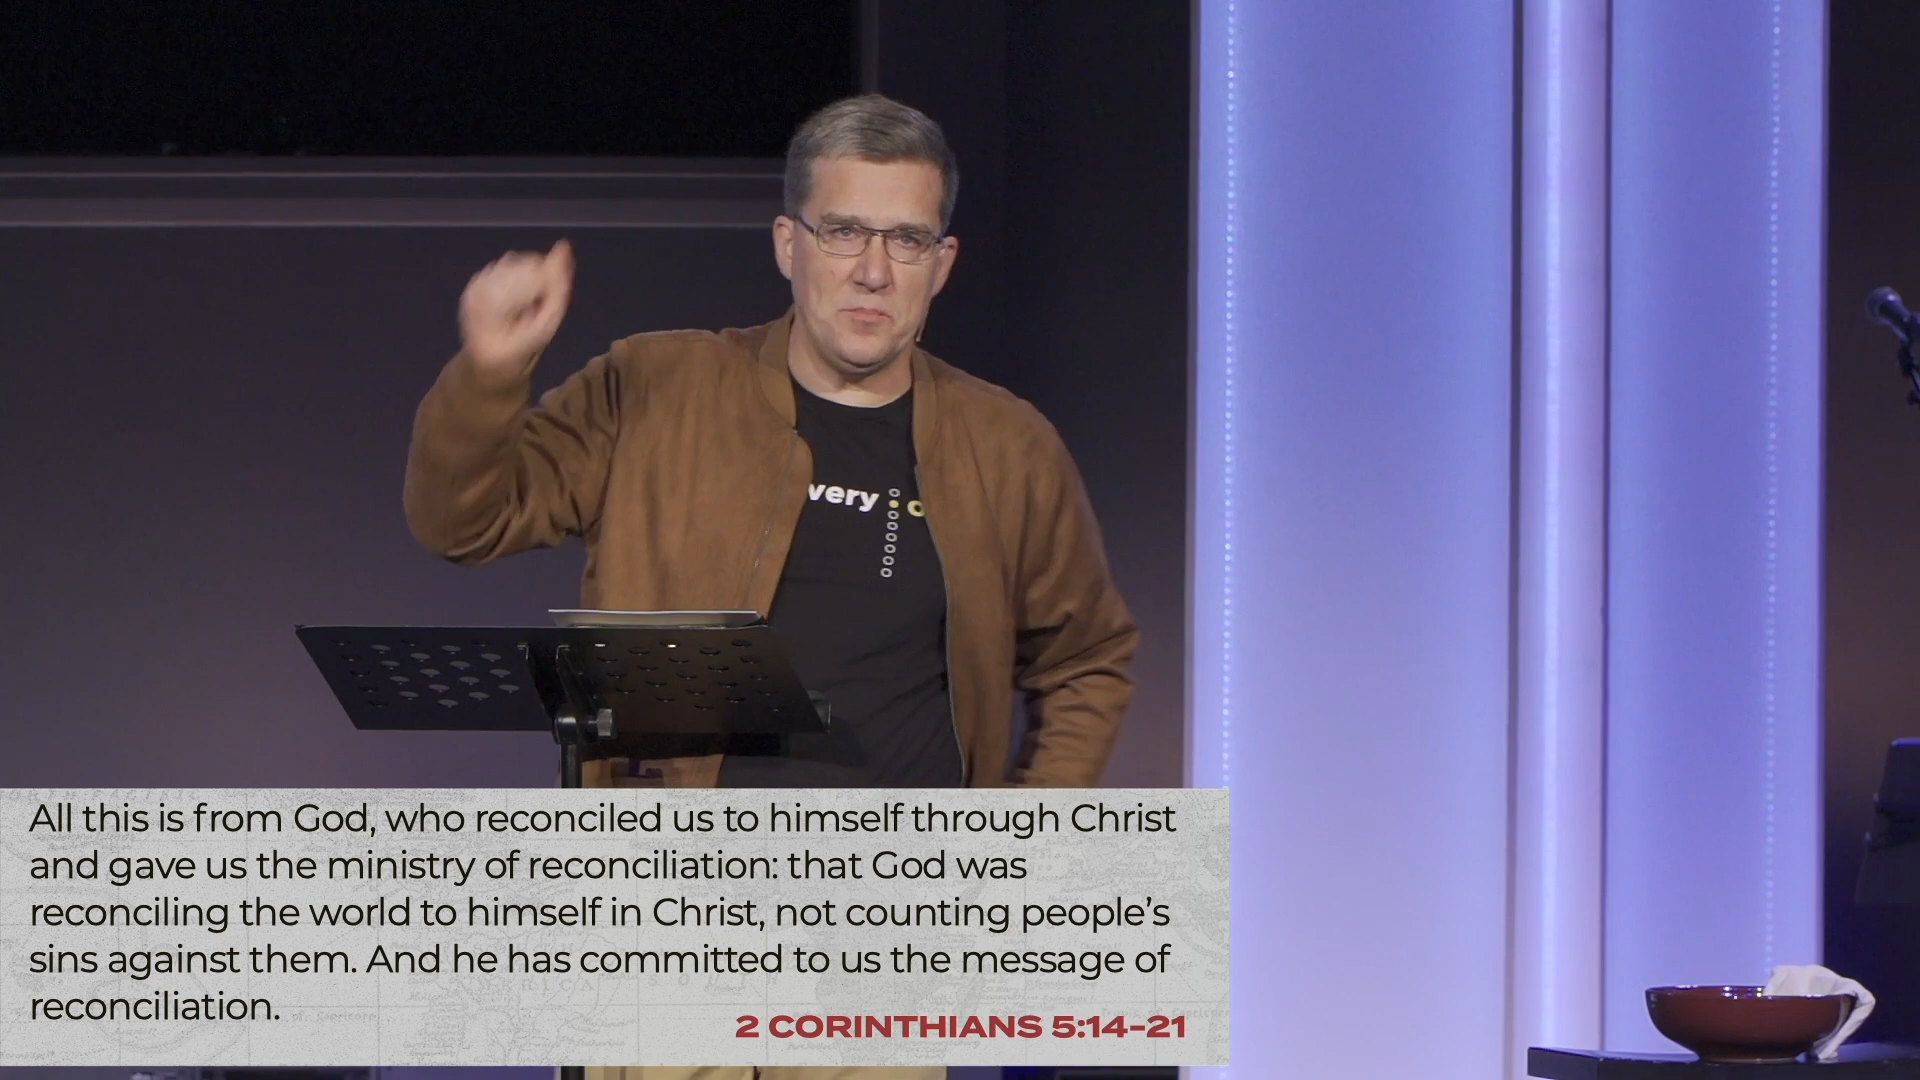 very : o
All this is from God, who reconciled us to himself through Christ
and gave us the ministry of reconciliation: that God was
reconciling the world to himself in Christ, not counting people’s
sins against them. And he has committed to us the message of
reconciliation.
2 CORINTHIANS 5:14-21